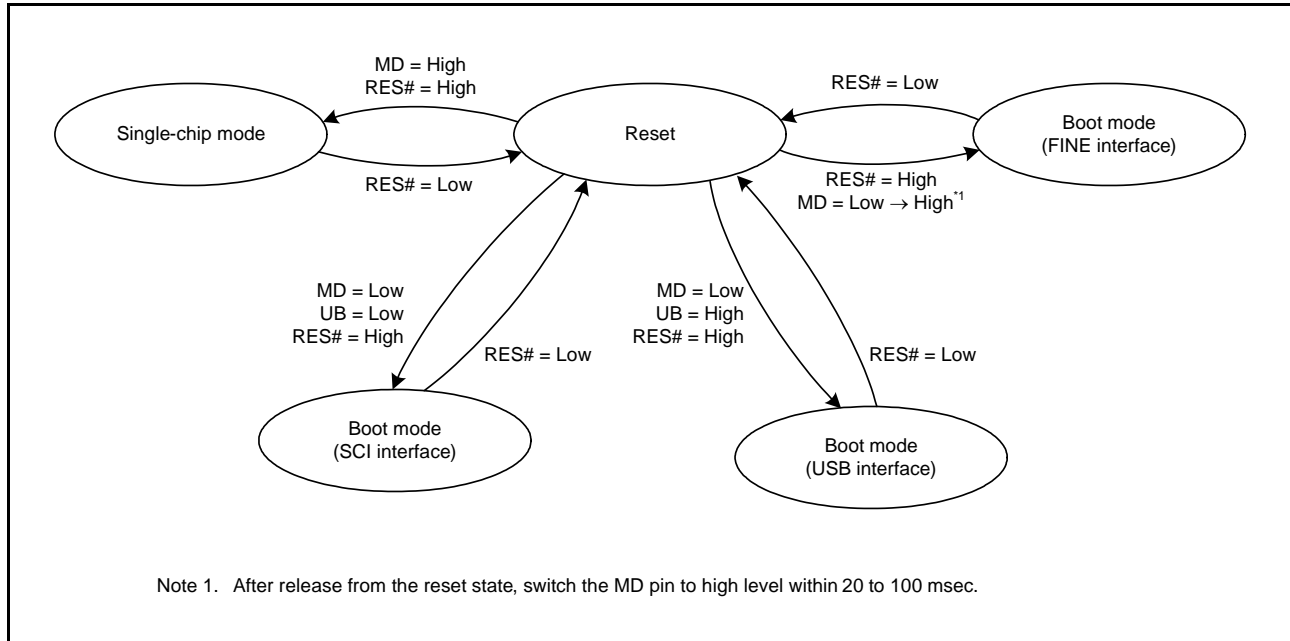 MD = High
RES# = High
RES# = Low
Single-chip mode
Reset
Boot mode
(FINE interface)
RES# = Low
RES# = High
MD = Low → High*1
MD = Low
UB = Low
RES# = High
RES# = Low
MD = Low
UB = High
RES# = High
RES# = Low
Boot mode
(SCI interface)
Boot mode
(USB interface)
Note 1. After release from the reset state, switch the MD pin to high level within 20 to 100 msec.